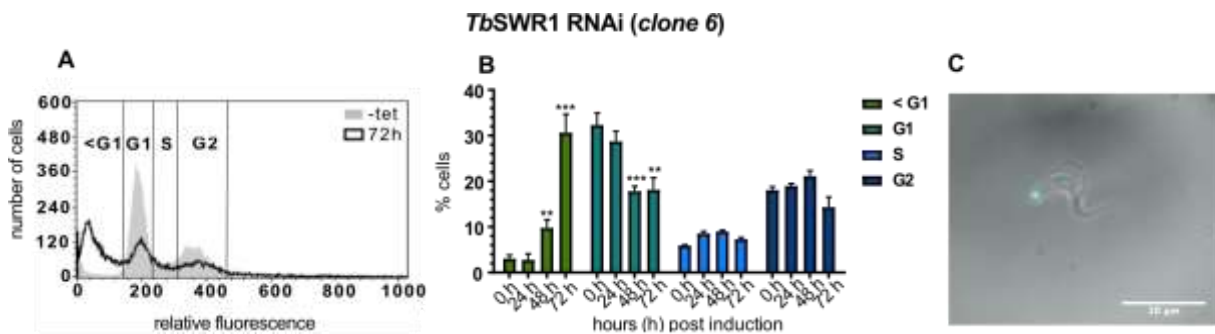 TbSWR1 RNAi (clone 6)
A
600
480
360
240
120
0
<G1
G1
S
G2
-tet
72h
number of cells
0
200
400
600
800
1000
relative fluorescence
B
40
30
20
10
0
% cells
**
***
***
**
0 h
24 h
48 h
72 h
0 h
24 h
48 h
72 h
0 h
24 h
48 h
72 h
0 h
24 h
48 h
72 h
hours (h) post induction
< G1
G1
S
G2
C